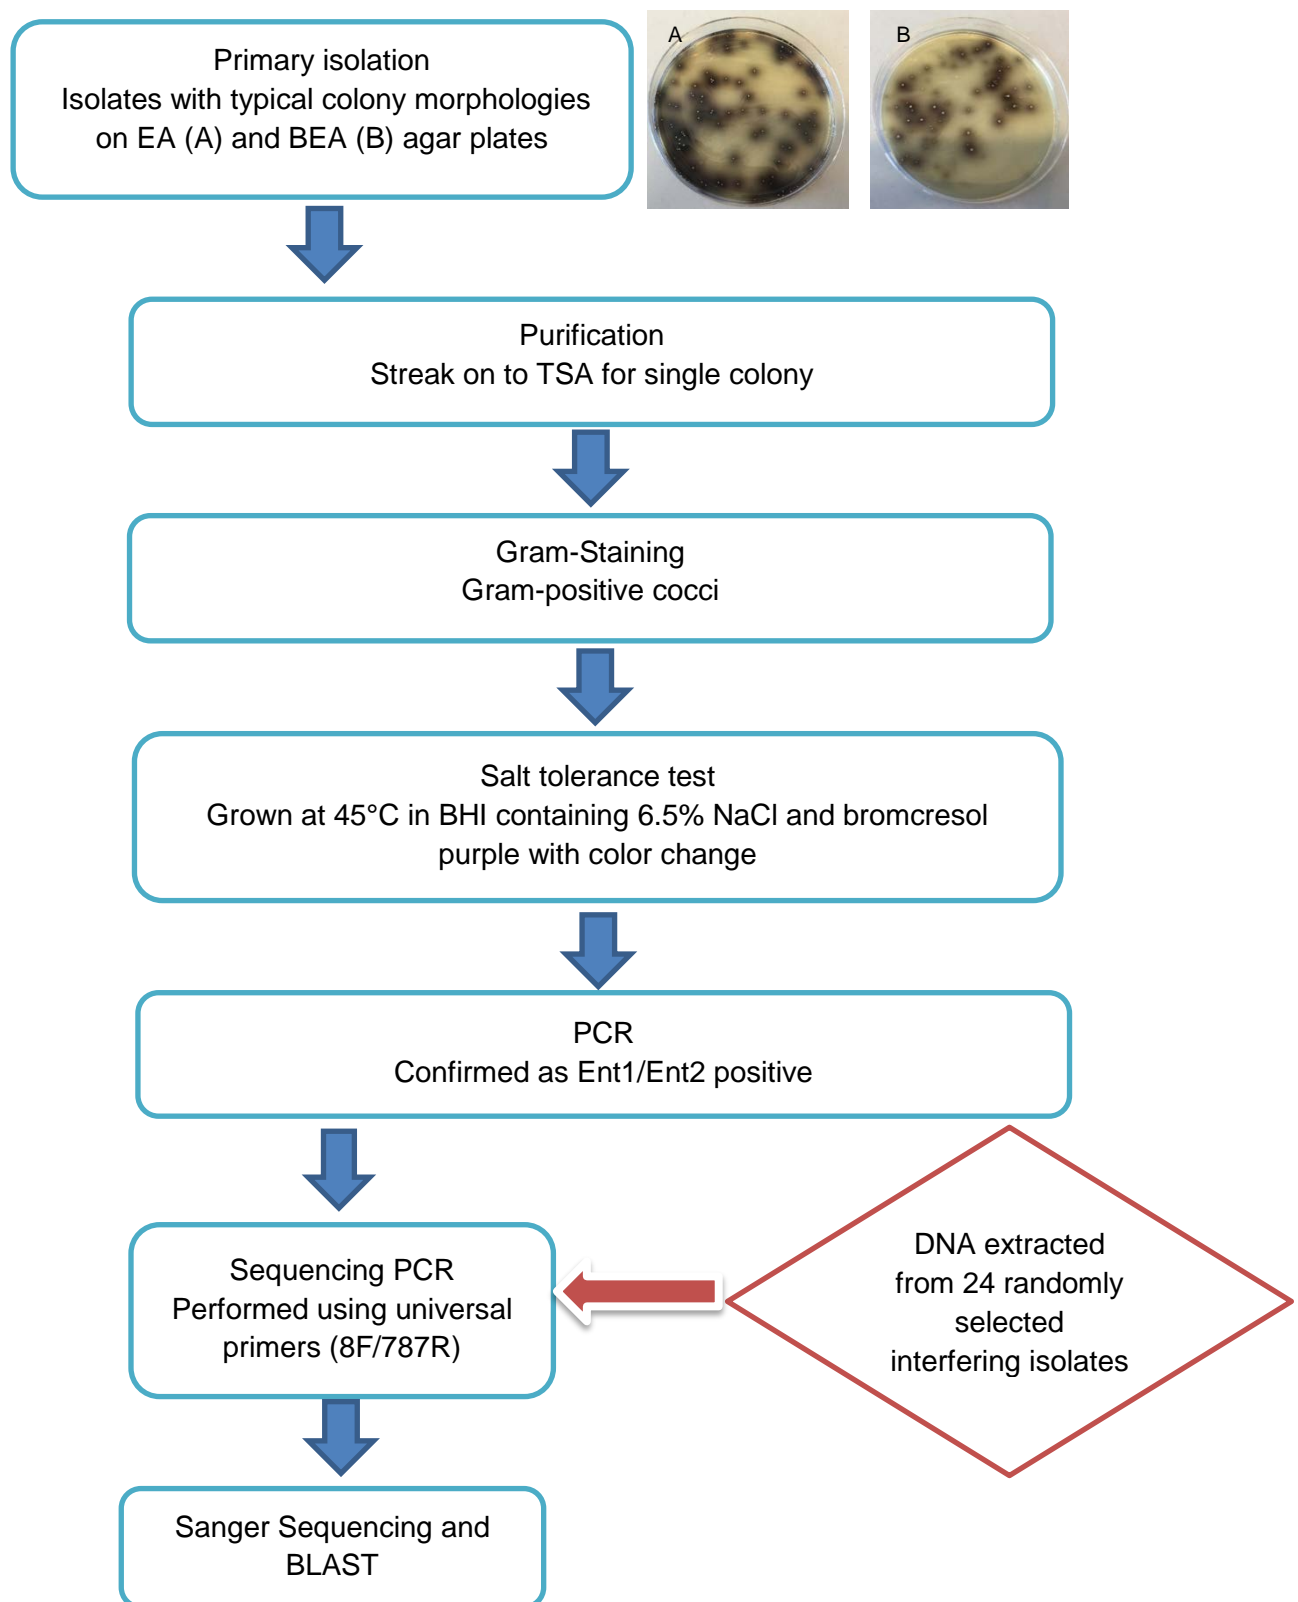 Primary isolation
Isolates with typical colony morphologies
on EA (A) and BEA (B) agar plates
A
B
Purification
Streak on to TSA for single colony
Gram-Staining
Gram-positive cocci
Salt tolerance test
Grown at 45°C in BHI containing 6.5% NaCl and bromcresol
purple with color change
PCR
Confirmed as Ent1/Ent2 positive
Sequencing PCR
Performed using universal
primers (8F/787R)
DNA extracted
from 24 randomly
selected
interfering isolates
Sanger Sequencing and
BLAST